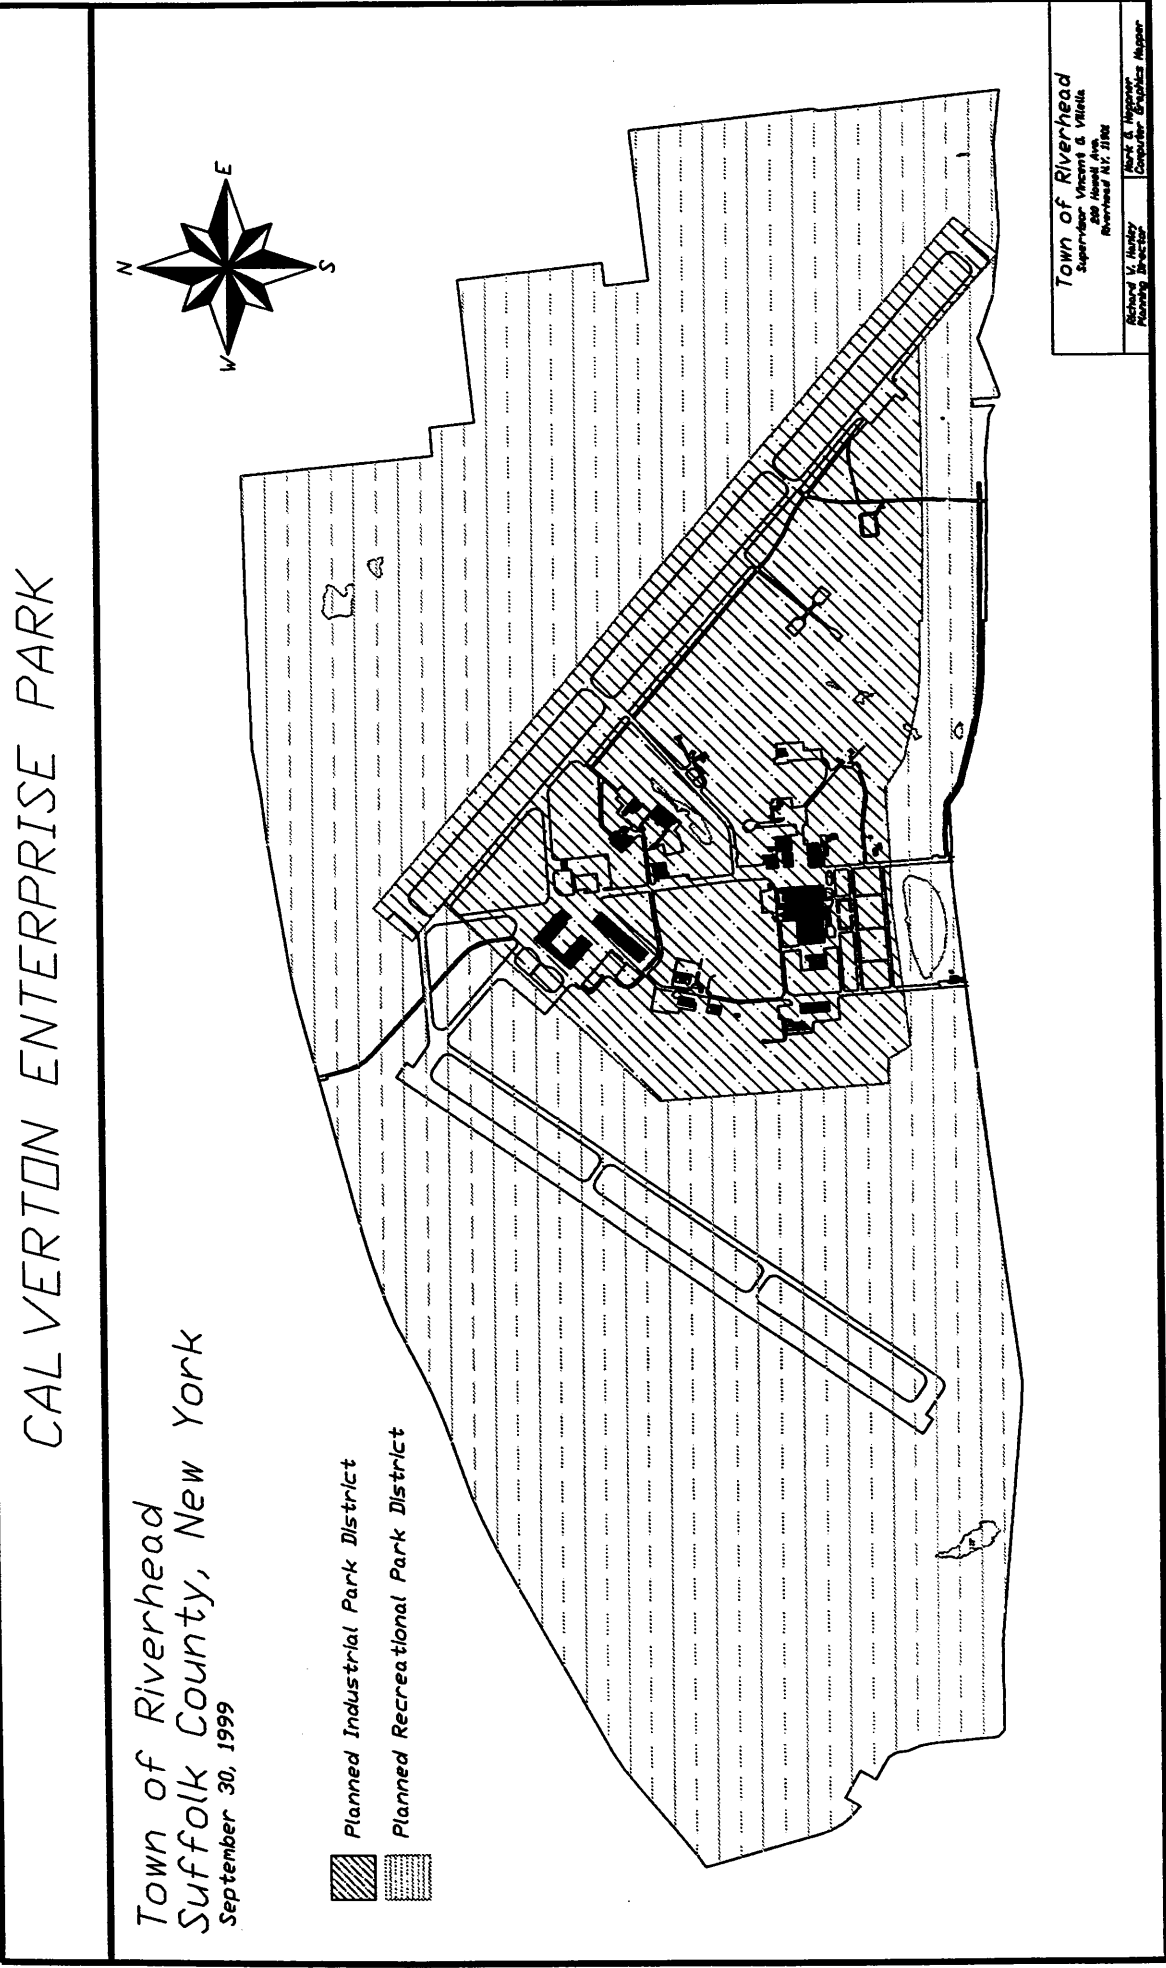 CALVERTON ENTERPRISE PARK
Town of Riverhead
Suffolk County, New York
September 30, 1999
N
E
S
W
Planned Industrial Park District
Planned Recreational Park District
Town of Riverhead
Supervisor Vincent G. Villella
200 Howell Ave.
Riverhead N.Y. 11901
Richard V. Hanley
Planning Director
Mark G. Heppner
Computer Graphics Mapper